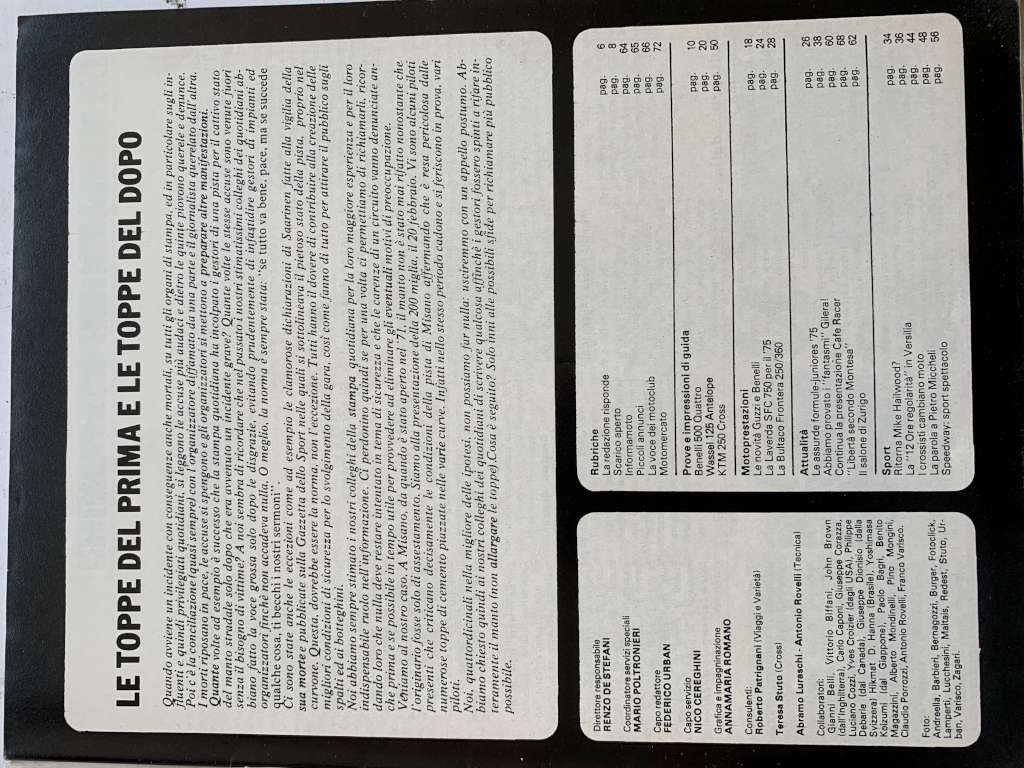 LE TOPPE DEL PRIMA E LE TOPPE DEL DOPO
Quando avviene un incidente con conseguenze anche mortali, su tutti gli organi di stampa, ed in particolare sugli in-
fluenti e quindi privilegiati quotidiani, si leggono le accuse più audaci e dietro le quinte piovono querele e denunce.
Poi c'è la conciliazione (quasi sempre) con l'organizzatore difamato da una parte e il giornalista querelato dall'altra.
I morti riposano in pace, le accuse si spengono e gli organizzatori si mettono a preparare altre manifestazioni.
Quante volte ad esempio è successo che la stampa quotidiana ha incolpato i gestori di una pista per il cattivo stato
del manto stradale solo dopo che era avvenuto un incidente grave? Quante volte le stesse accuse sono venute fuori
senza il bisogno di vittime? A noi sembra di ricordare che nel passato i nostri stimatissimi colleghi dei quotidiani ab-
biano fatto la voce grossa solo dopo le disgrazie, evitando prudentemente di infastidire gestori di impianti ed
organizzatori finché non accadeva nulla. O meglio, la norma è sempre stata: "se tutto va bene, pace, ma se succede
qualche cosa, ti becchi i nostri sermoni".
Ci sono state anche le eccezioni come ad esempio le clamorose dichiarazioni di Saarinen fatte alla vigilia della
sua morte e pubblicate sulla Gazzetta dello Sport nelle quali si sottolineava il pietoso stato della pista, proprio nel
curvone. Questa, dovrebbe essere la norma, non l'eccezione. Tutti hanno il dovere di contribuire alla creazione delle
migliori condizioni di sicurezza per lo svolgimento della gara, così come fanno di tutto per attirare il pubblico sugli
spalti ed ai botteghini.
Noi abbiamo sempre stimato i nostri colleghi della stampa quotidiana per la loro maggiore esperienza e per il loro
indispensabile ruolo nell'informazione. Ci perdonino quindi se per una volta ci permettiamo di richiamarli, ricor-
dando loro che nulla deve restare intentato in tema di sicurezza e che le carenze di un circuito vanno denunciate an-
che prima e se possibile in tempo utile per provvedere ad eliminare gli eventuali motivi di preoccupazione.
Veniamo al nostro caso. A Misano, da quando è stato aperto nel '71, il manto non è stato mai rifatto nonostante che
l'originario fosse solo di assestamento. Siamo alla presentazione della 200 miglia, il 20 febbraio. Vi sono alcuni piloti
presenti che criticano decisamente le condizioni della pista di Misano affermando che è resa pericolosa dalle
numerose toppe di cemento piazzate nelle varie curve. Infatti nello stesso periodo cadono e si feriscono in prova, vari
piloti.
Noi, quattordicinali nella migliore delle ipotesi, non possiamo far nulla: usciremmo con un appello postumo. Ab-
biamo chiesto quindi ai nostri colleghi dei quotidiani di scrivere qualcosa affinché i gestori fossero spinti a rifare in-
teramente il manto (non allargare le toppe) Cosa è seguito? Solo inni alle possibili sfide per richiamare più pubblico
possibile.
Direttore responsabile
RENZO DE STEFANI
Coordinatore servizi speciali
MARIO POLTRONIERI
Capo redattore
FEDERICO URBAN
Capo servizio
NICO CEREGHINI
Grafica e impaginazione
ANNAMARIA ROMANO
Consulenti:
Roberto Patrignani (Viaggi e Varietà)
Teresa Stuto (Cross)
Abramo Luraschi - Antonio Rovelli (Tecnica)
Collaboratori:
Gianni Belli, Vittorio Biffani, John Brown
(dall'Inghilterra), Carlo Caponi, Giuseppe Corazza,
Luciano Cozzi, Yves Croizier (dagli USA), Philippe
Debarle (dal Canada), Giuseppe Dionisio (dalla
Svizzera) Hikmat D. Hanna (Brasile), Yoshimasa
Koizumi (dal Giappone), Paolo Bagri, Benito
Magazzini, Alberto Mondinelli, Pino Mongini,
Claudio Porrozzi, Antonio Rovelli, Franco Varisco.
Foto:
Andreella, Barbieri, Bernagozzi, Burger, Fotoclick,
Lamperti, Lucchesini, Maltais, Redest, Stuto, Ur-
ban, Varisco, Zagari.
Rubriche
La redazione risponde pag. 6
Scarico aperto pag. 8
Informamoto pag. 64
Piccoli annunci pag. 65
La voce dei motoclub pag. 66
Motomercato pag. 72
Prove e impressioni di guida
Benelli 500 Quattro pag. 10
Wassel 125 Antelope pag. 20
KTM 250 Cross pag. 50
Motoprestazioni
Le novità Guzzi e Benelli pag. 18
La Laverda SFC 750 per il '75 pag. 24
La Bultaco Frontera 250/360 pag. 28
Attualità
Le assurde formule-juniores '75 pag. 26
Abbiamo provato i "fantasmi" Gilera! pag. 38
Continua la presentazione Cafe Racer pag. 60
"Libertà secondo Montesa" pag. 68
Il salone di Zurigo pag. 62
Sport
Ritorna Mike Hailwood? pag. 34
La "12 Ore regolarità" in Versilia pag. 36
I crossisti cambiano moto pag. 44
La parola a Pietro Miccheli pag. 48
Speedway: sport spettacolo pag. 56